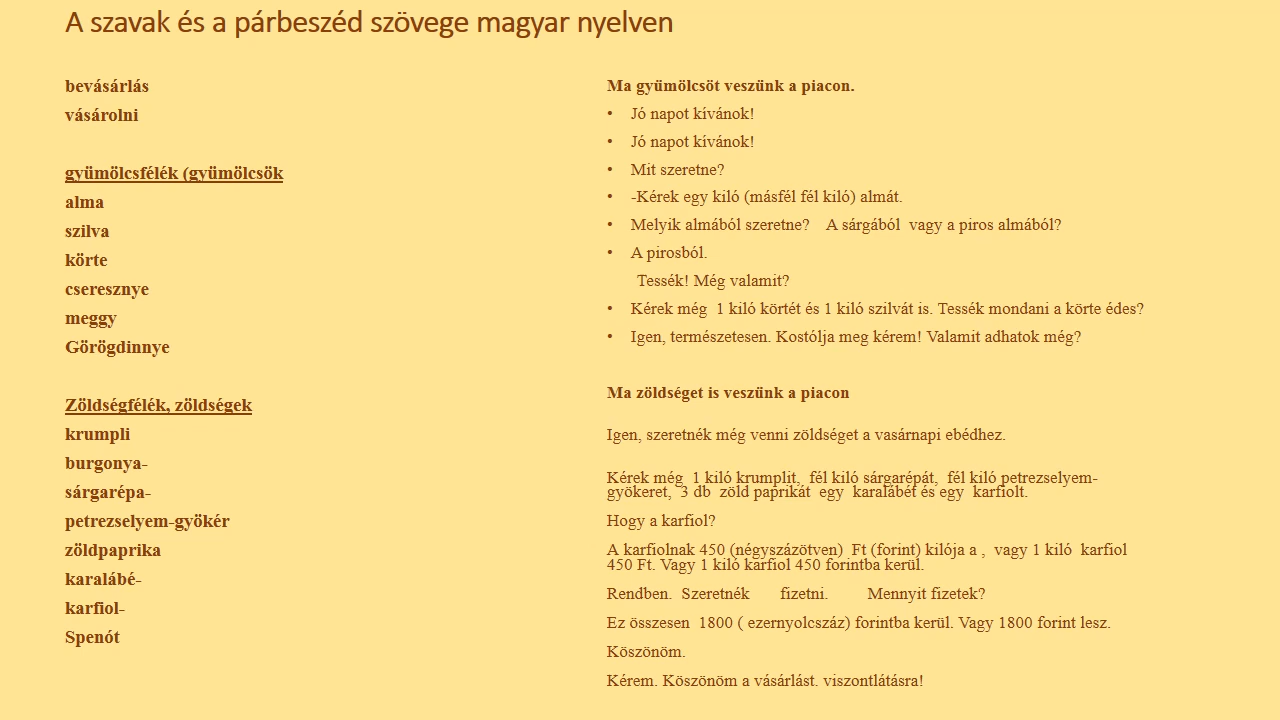 A szavak és a párbeszéd szövege magyar nyelven
bevásárlás
vásárolni
gyümölcsfélék (gyümölcsök
alma
szilva
körte
cseresznye
meggy
Görögdinnye
Zöldségfélék, zöldségek
krumpli
burgonya-
sárgarépa-
petrezselyem-gyökér
zöldpaprika
karalábé-
karfiol-
Spenót
Ma gyümölcsöt veszünk a piacon.
• Jó napot kívánok!
• Jó napot kívánok!
• Mit szeretne?
• -Kérek egy kiló (másfél fél kiló) almát.
• Melyik almából szeretne? A sárgából vagy a piros almából?
• A pirosból.
Tessék! Még valamit?
• Kérek még 1 kiló körtét és 1 kiló szilvát is. Tessék mondani a körte édes?
• Igen, természetesen. Kostólja meg kérem! Valamit adhatok még?
Ma zöldséget is veszünk a piacon
Igen, szeretnék még venni zöldséget a vasárnapi ebédhez.
Kérek még 1 kiló krumplit, fél kiló sárgarépát, fél kiló petrezselyem-
gyökeret, 3 db zöld paprikát egy karalábét és egy karfiolt.
Hogy a karfiol?
A karfiolnak 450 (négyszázötven) Ft (forint) kilója a , vagy 1 kiló karfiol
450 Ft. Vagy 1 kiló karfiol 450 forintba kerül.
Rendben. Szeretnék fizetni. Mennyit fizetek?
Ez összesen 1800 ( ezernyolcszáz) forintba kerül. Vagy 1800 forint lesz.
Köszönöm.
Kérem. Köszönöm a vásárlást. viszontlátásra!